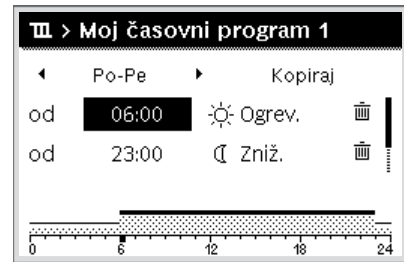 > Moj časovni program 1
Po-Pe Kopiraj
od 06:00 Ogrev.
od 23:00 Zniž.
0 6 12 18 24